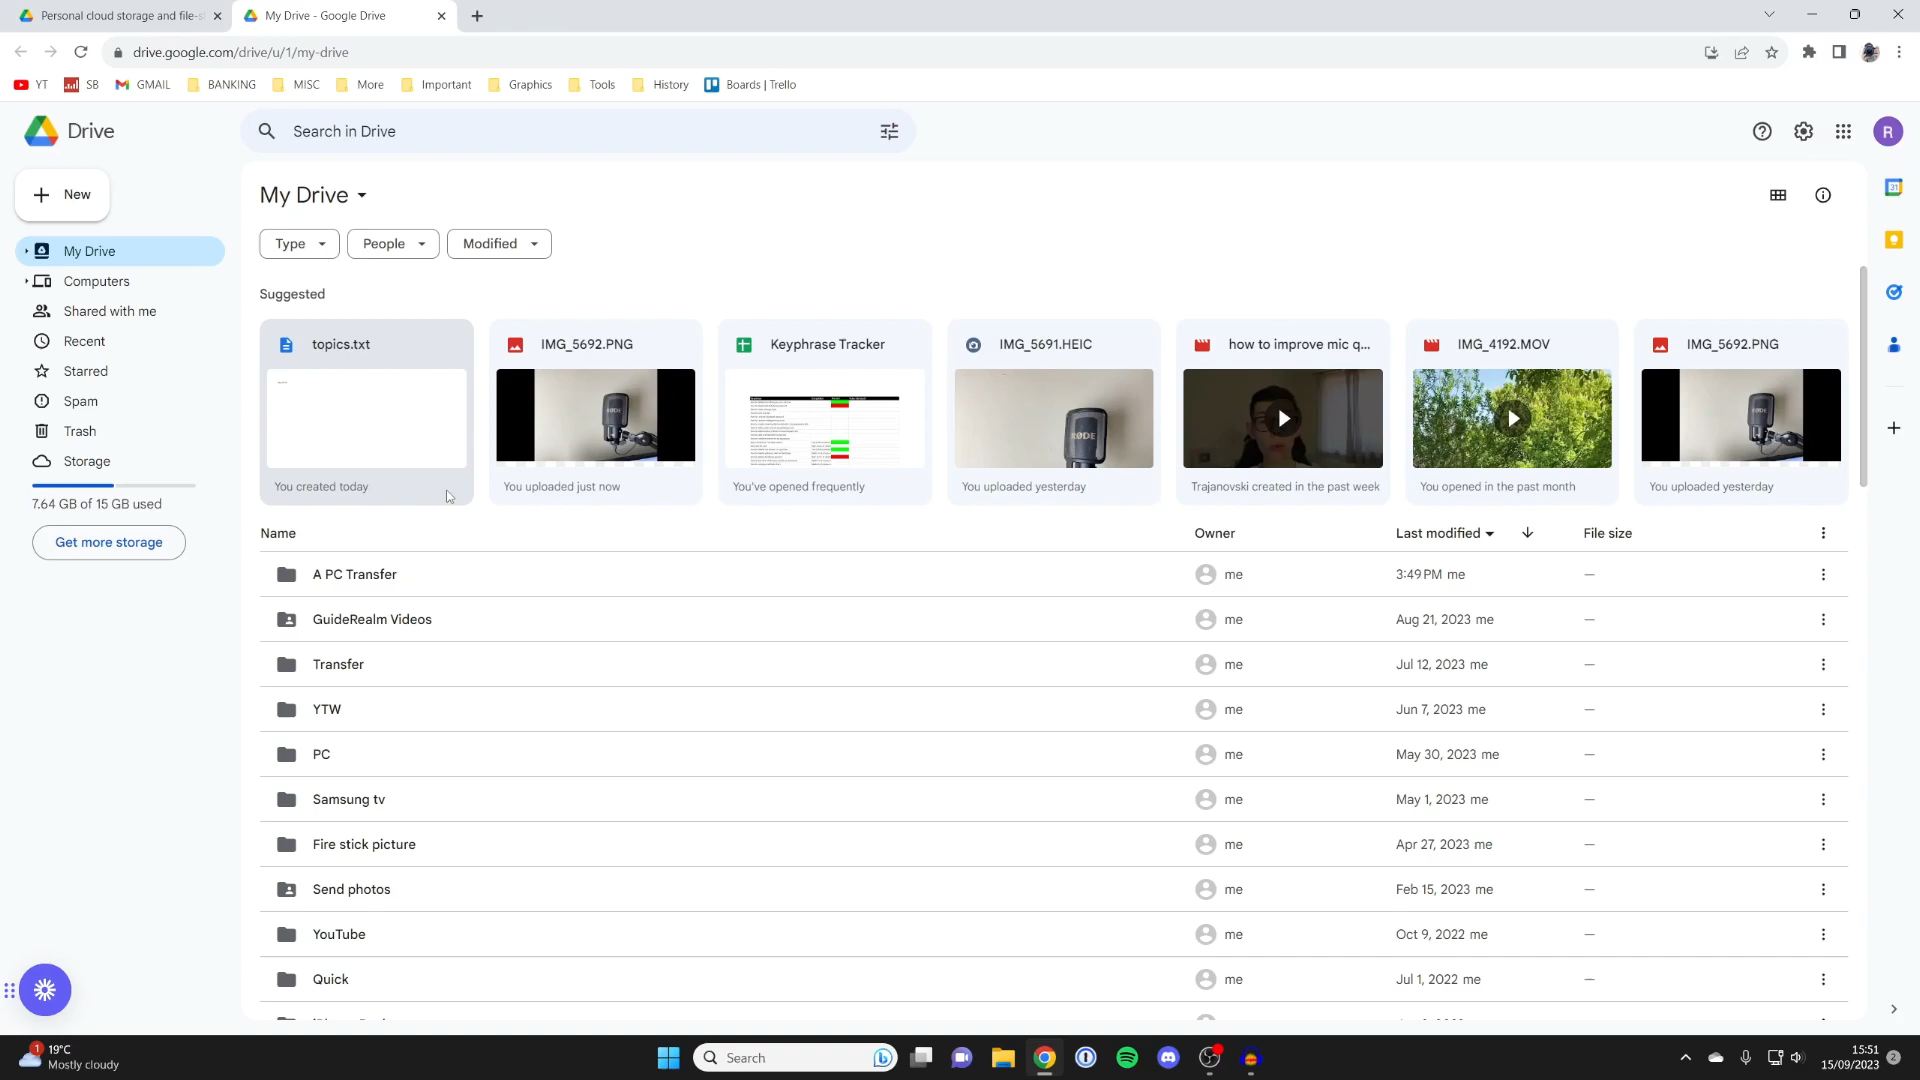 Personal cloud storage and file-s
My Drive - Google Drive
drive.google.com/drive/u/1/my-drive
YT SB GMAIL BANKING MISC More Important Graphics Tools History Boards | Trello
Drive
Search in Drive
R
New
My Drive
Computers
Shared with me
Recent
Starred
Spam
Trash
Storage
7.64 GB of 15 GB used
Get more storage
My Drive
Type People Modified
Suggested
topics.txt
You created today
IMG_5692.PNG
RØDE
You uploaded just now
Keyphrase Tracker
You've opened frequently
IMG_5691.HEIC
RØDE
You uploaded yesterday
how to improve mic q...
Trajanovski created in the past week
IMG_4192.MOV
You opened in the past month
IMG_5692.PNG
RØDE
You uploaded yesterday
Name Owner Last modified File size
A PC Transfer me 3:49 PM me —
GuideRealm Videos me Aug 21, 2023 me —
Transfer me Jul 12, 2023 me —
YTW me Jun 7, 2023 me —
PC me May 30, 2023 me —
Samsung tv me May 1, 2023 me —
Fire stick picture me Apr 27, 2023 me —
Send photos me Feb 15, 2023 me —
YouTube me Oct 9, 2022 me —
Quick me Jul 1, 2022 me —
31
1
19°C
Mostly cloudy
Search
15:51
15/09/2023
2